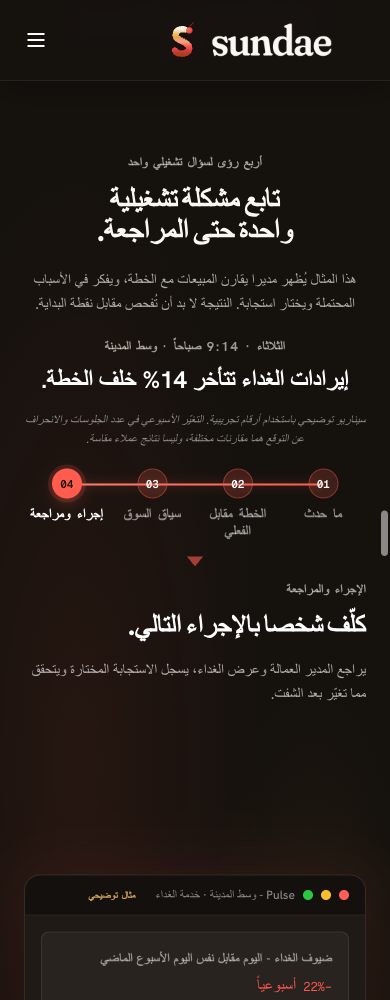 sundae
أربع رؤى لسؤال تشغيلي واحد
تابع مشكلة تشغيلية
واحدة حتى المراجعة.
هذا المثال يُظهر مديرا يقارن المبيعات مع الخطة، ويفكر في الأسباب
المحتملة ويختار استجابة. النتيجة لا بد أن تُفحص مقابل نقطة البداية.
الثلاثاء · 9:14 صباحاً · وسط المدينة
إيرادات الغداء تتأخر 14% خلف الخطة.
سيناريو توضيحي باستخدام أرقام تجريبية. التغيّر الأسبوعي في عدد الجلوسات والانحراف
عن التوقع هما مقارنات مختلفة، وليسا نتائج عملاء مقاسة.
01 02 03 04
ما حدث
الخطة مقابل
الفعلي
سياق السوق
إجراء ومراجعة
الإجراء والمراجعة
كلّف شخصا بالإجراء التالي.
يراجع المدير العمالة وعرض الغداء، يسجل الاستجابة المختارة ويتحقق
مما تغيّر بعد الشفت.
Pulse - وسط المدينة · خدمة الغداء
مثال توضيحي
ضيوف الغداء - اليوم مقابل نفس اليوم الأسبوع الماضي
-22% أسبوعياً